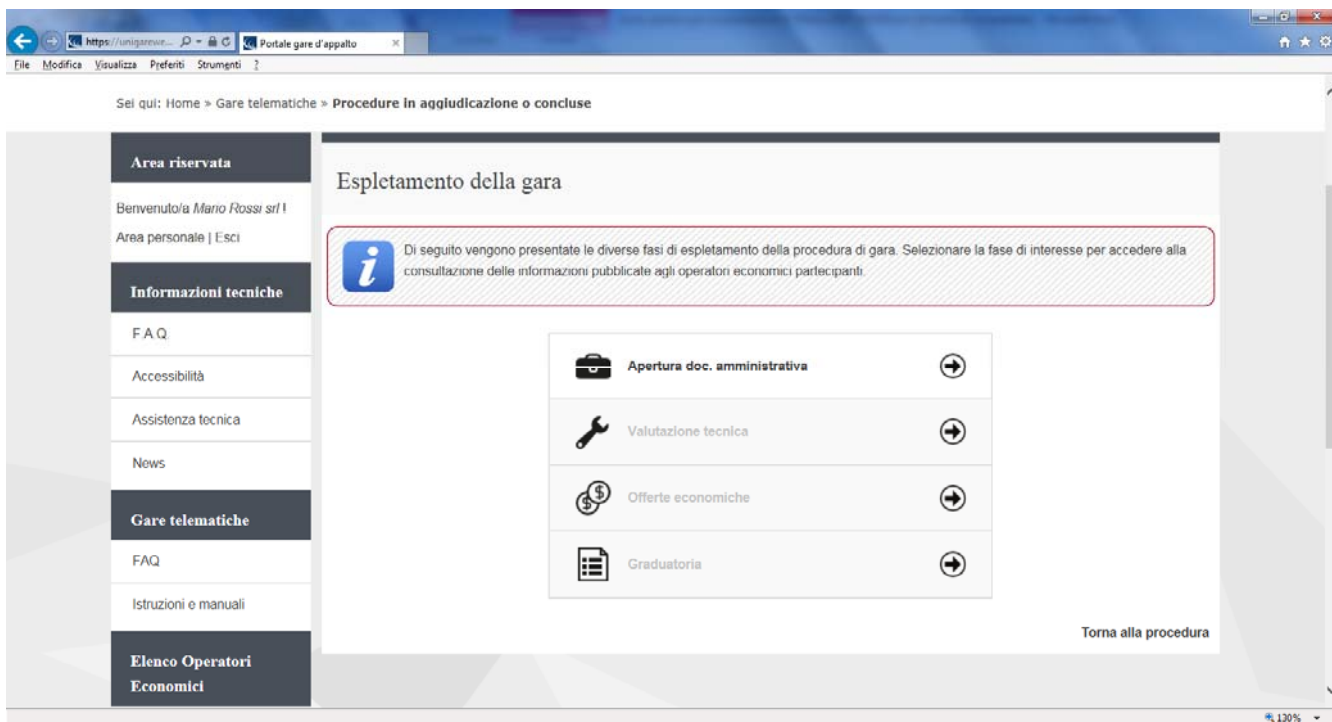 https://unigarewe...
Portale gare d'appalto
File Modifica Visualizza Preferiti Strumenti ?
Sei qui: Home » Gare telematiche » Procedure in aggiudicazione o concluse
Area riservata
Benvenuto/a Mario Rossi srl !
Area personale | Esci
Informazioni tecniche
F.A.Q.
Accessibilità
Assistenza tecnica
News
Gare telematiche
FAQ
Istruzioni e manuali
Elenco Operatori
Economici
Espletamento della gara
Di seguito vengono presentate le diverse fasi di espletamento della procedura di gara. Selezionare la fase di interesse per accedere alla
consultazione delle informazioni pubblicate agli operatori economici partecipanti.
Apertura doc. amministrativa
Valutazione tecnica
Offerte economiche
Graduatoria
Torna alla procedura
130%